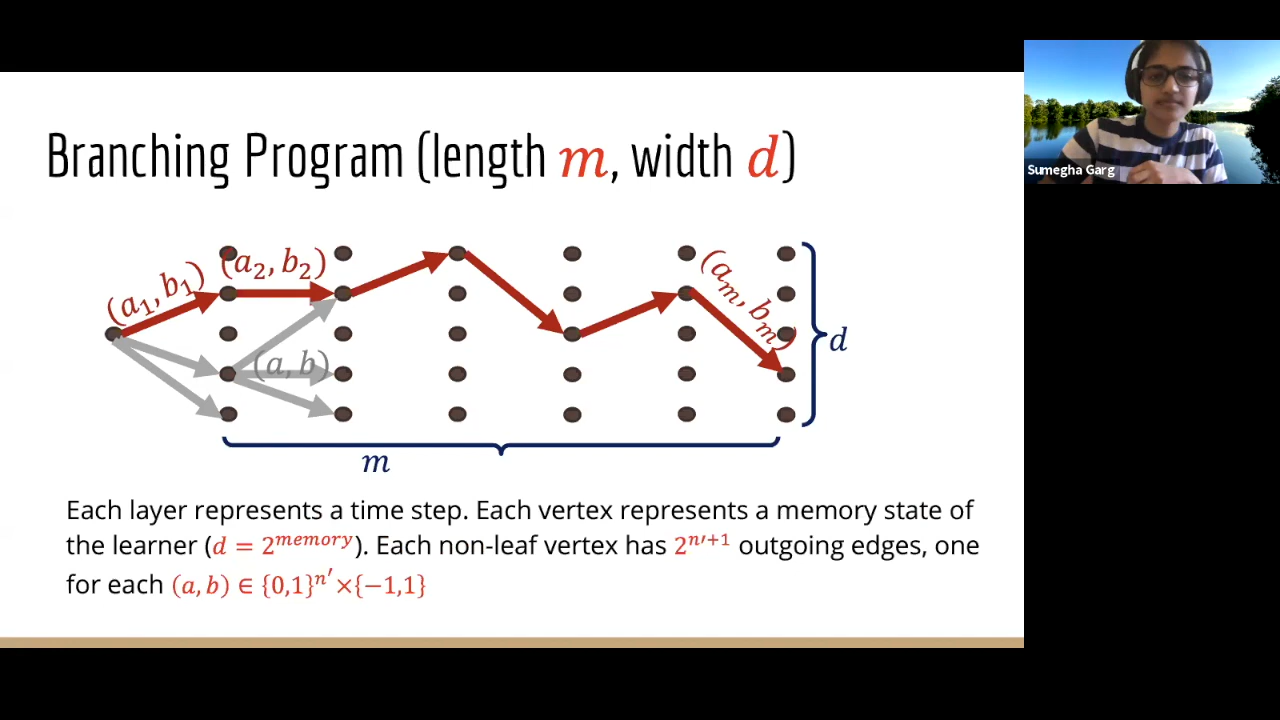 Branching Program (length m, width d)
Sumegha Garg
(a₁, b₁)
(a₂, b₂)
(aₘ, bₘ)
(a, b)
d
m
Each layer represents a time step. Each vertex represents a memory state of
the learner (d = 2^{memory}). Each non-leaf vertex has 2^{n′+1} outgoing edges, one
for each (a, b) ∈ {0,1}^{n′}×{−1,1}